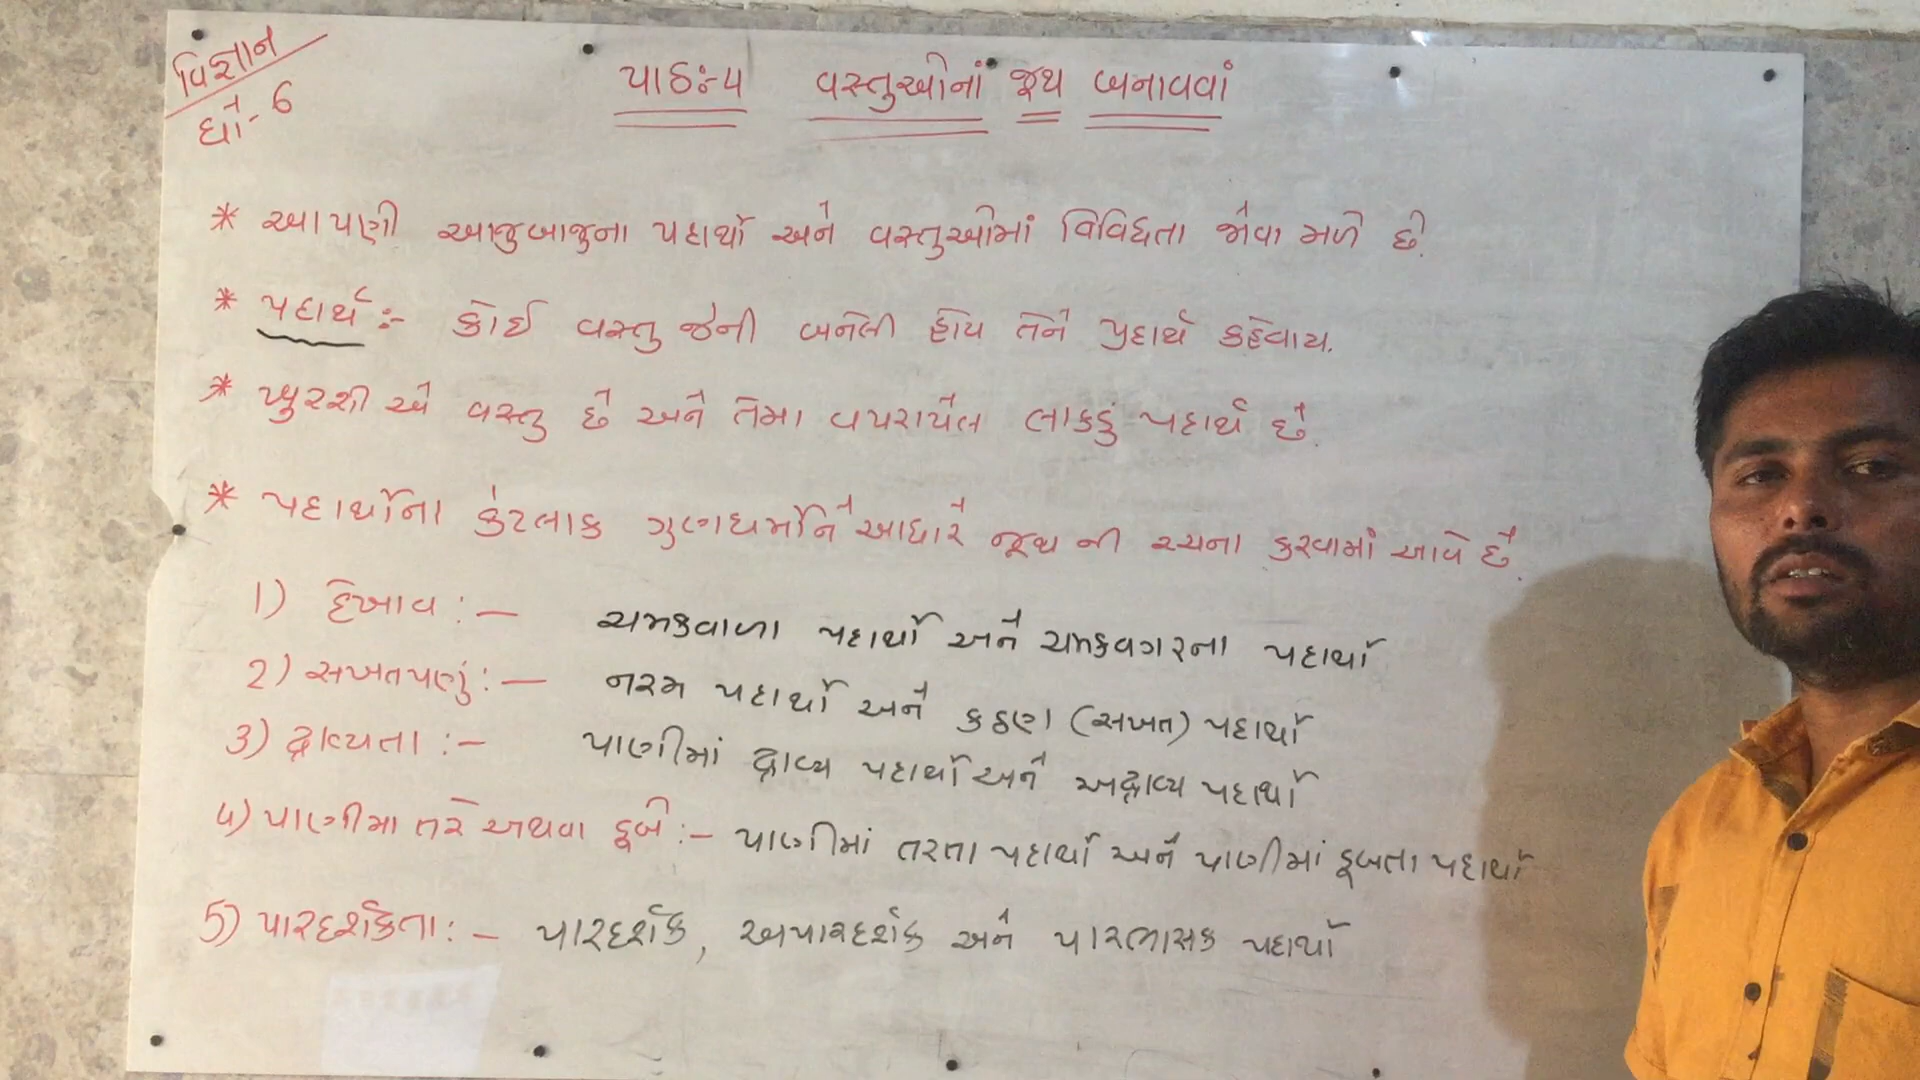 વિજ્ઞાન
ધો-6
પાઠઃ-૫ વસ્તુઓનાં જૂથ બનાવવાં
* આપણી આજુબાજુના પદાર્થો અને વસ્તુઓમાં વિવિધતા જોવા મળે છે.
* પદાર્થ :- કોઈ વસ્તુ જેની બનેલી હોય તેને પદાર્થ કહેવાય.
* ખુરશી એ વસ્તુ છે અને તેમા વપરાયેલ લાકડું પદાર્થ છે.
* પદાર્થોના કેટલાક ગુણધર્મોને આધારે જૂથ ની રચના કરવામાં આવે છે.
1) દેખાવ :- ચમકવાળા પદાર્થો અને ચમકવગરના પદાર્થો
2) સખતપણું :- નરમ પદાર્થો અને કઠણ (સખત) પદાર્થો
3) દ્રાવ્યતા :- પાણીમાં દ્રાવ્ય પદાર્થો અને અદ્રાવ્ય પદાર્થો
4) પાણીમા તરે અથવા ડૂબે :- પાણીમાં તરતા પદાર્થો અને પાણીમાં ડૂબતા પદાર્થો
5) પારદર્શકતા :- પારદર્શક, અપારદર્શક અને પારભાસક પદાર્થો